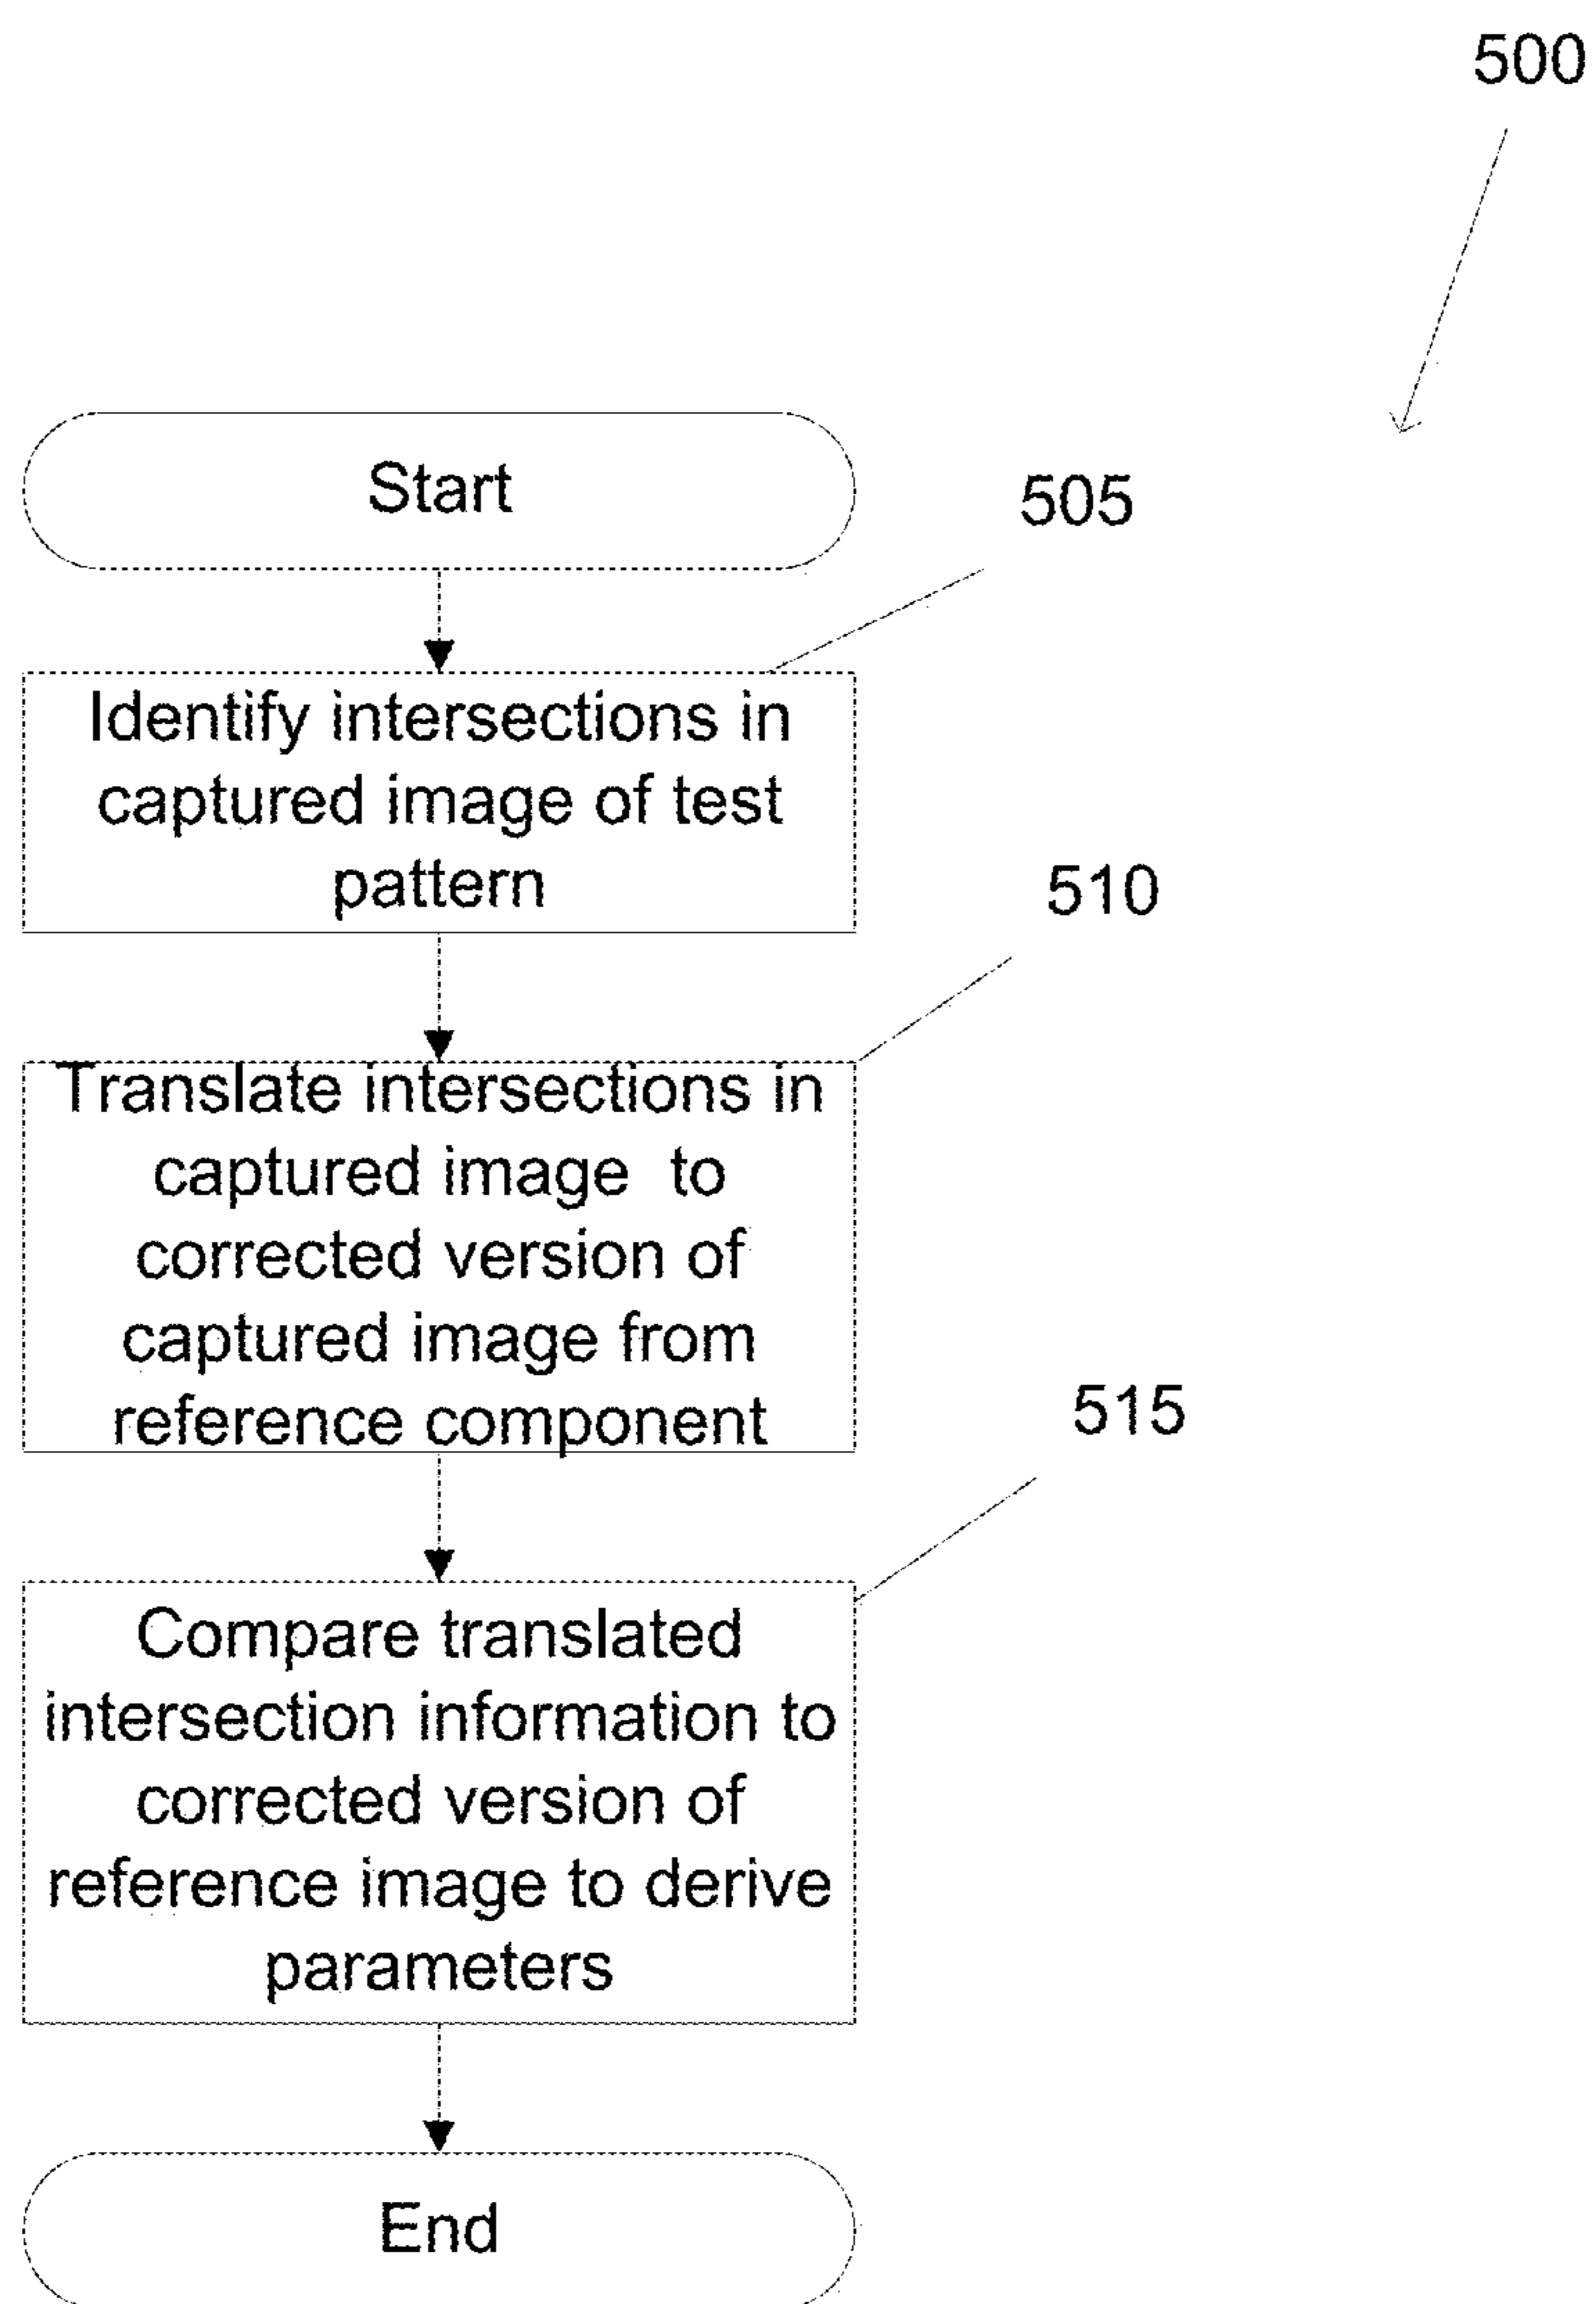 500
Start
505
Identify intersections in
captured image of test
pattern
510
Translate intersections in
captured image to
corrected version of
captured image from
reference component
515
Compare translated
intersection information to
corrected version of
reference image to derive
parameters
End